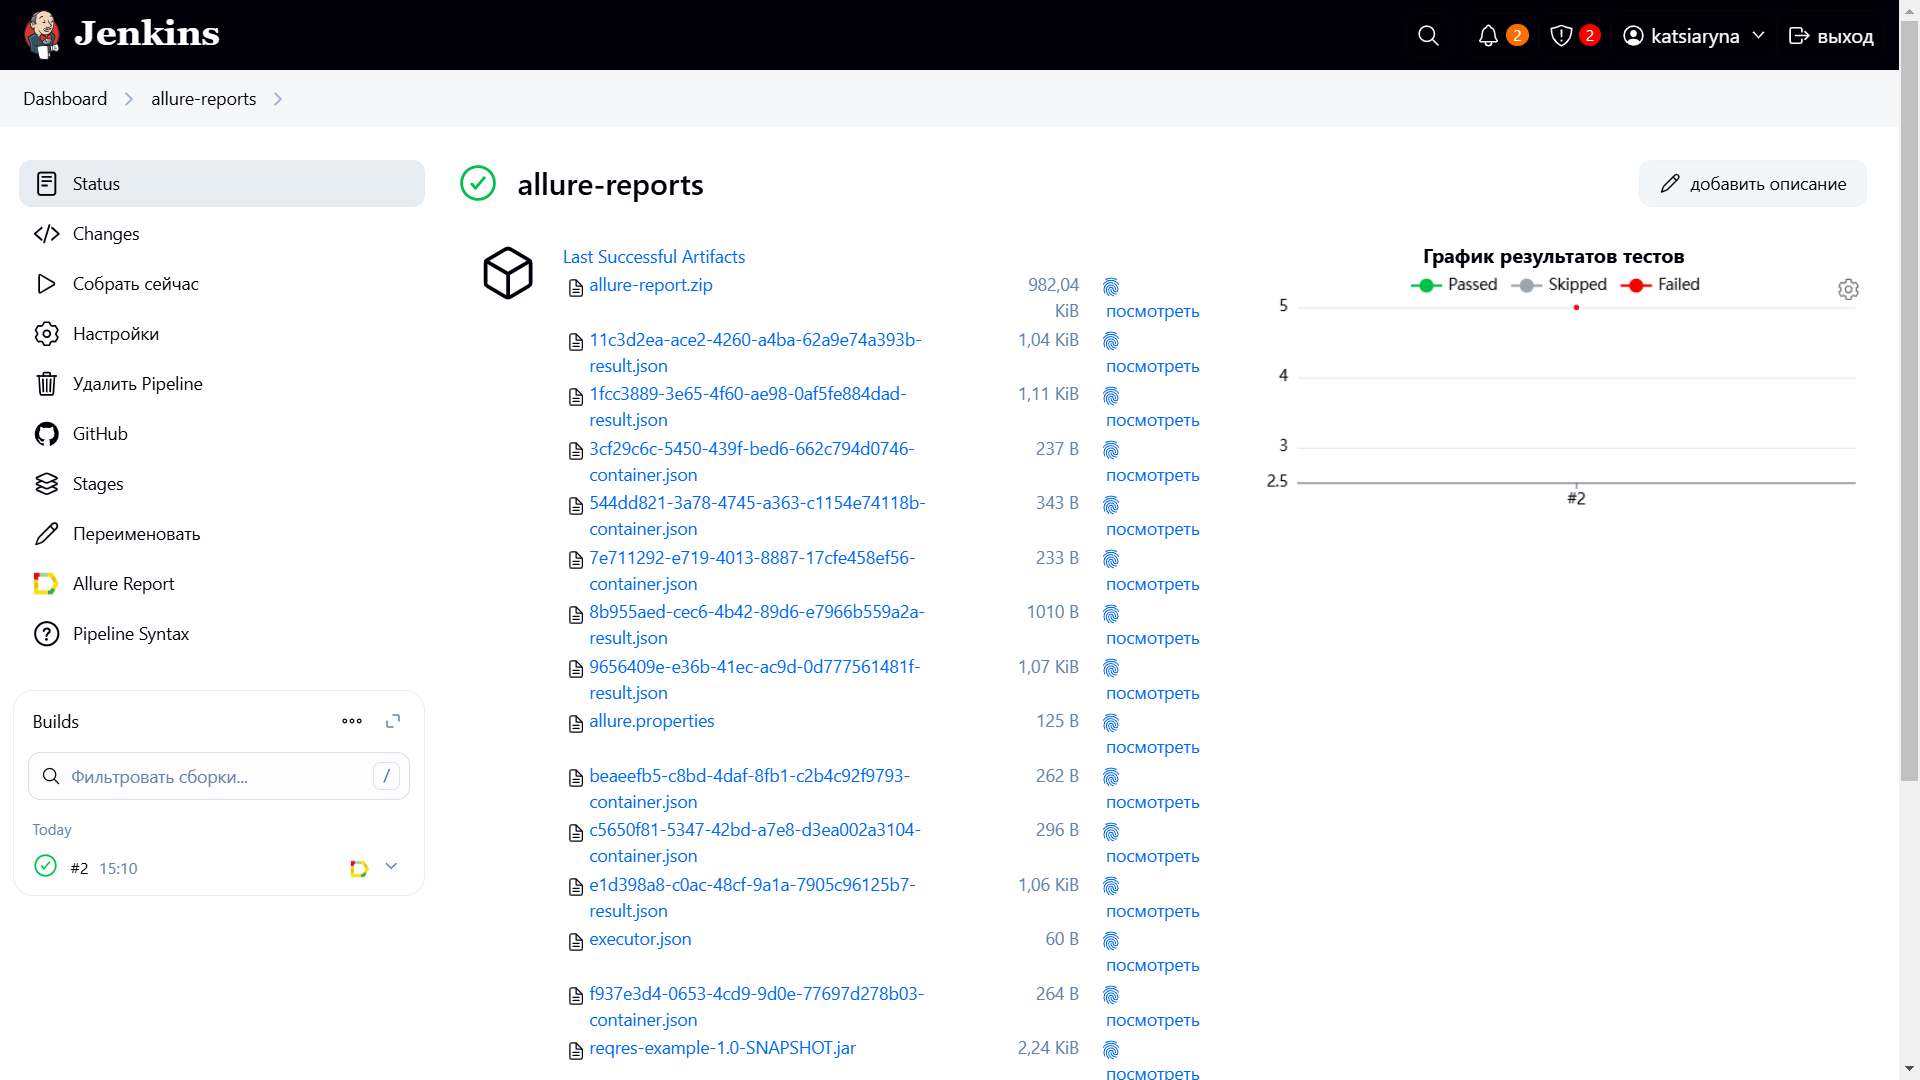 Jenkins
2
2
katsiaryna
выход
Dashboard
allure-reports
Status
Changes
Собрать сейчас
Настройки
Удалить Pipeline
GitHub
Stages
Переименовать
Allure Report
Pipeline Syntax
Builds
Фильтровать сборки...
/
Today
#2 15:10
allure-reports
добавить описание
Last Successful Artifacts
allure-report.zip 982,04 KiB посмотреть
11c3d2ea-ace2-4260-a4ba-62a9e74a393b-result.json 1,04 KiB посмотреть
1fcc3889-3e65-4f60-ae98-0af5fe884dad-result.json 1,11 KiB посмотреть
3cf29c6c-5450-439f-bed6-662c794d0746-container.json 237 B посмотреть
544dd821-3a78-4745-a363-c1154e74118b-container.json 343 B посмотреть
7e711292-e719-4013-8887-17cfe458ef56-container.json 233 B посмотреть
8b955aed-cec6-4b42-89d6-e7966b559a2a-result.json 1010 B посмотреть
9656409e-e36b-41ec-ac9d-0d777561481f-result.json 1,07 KiB посмотреть
allure.properties 125 B посмотреть
beaeefb5-c8bd-4daf-8fb1-c2b4c92f9793-container.json 262 B посмотреть
c5650f81-5347-42bd-a7e8-d3ea002a3104-container.json 296 B посмотреть
e1d398a8-c0ac-48cf-9a1a-7905c96125b7-result.json 1,06 KiB посмотреть
executor.json 60 B посмотреть
f937e3d4-0653-4cd9-9d0e-77697d278b03-container.json 264 B посмотреть
reqres-example-1.0-SNAPSHOT.jar 2,24 KiB посмотреть
График результатов тестов
Passed Skipped Failed
5
4
3
2.5
#2